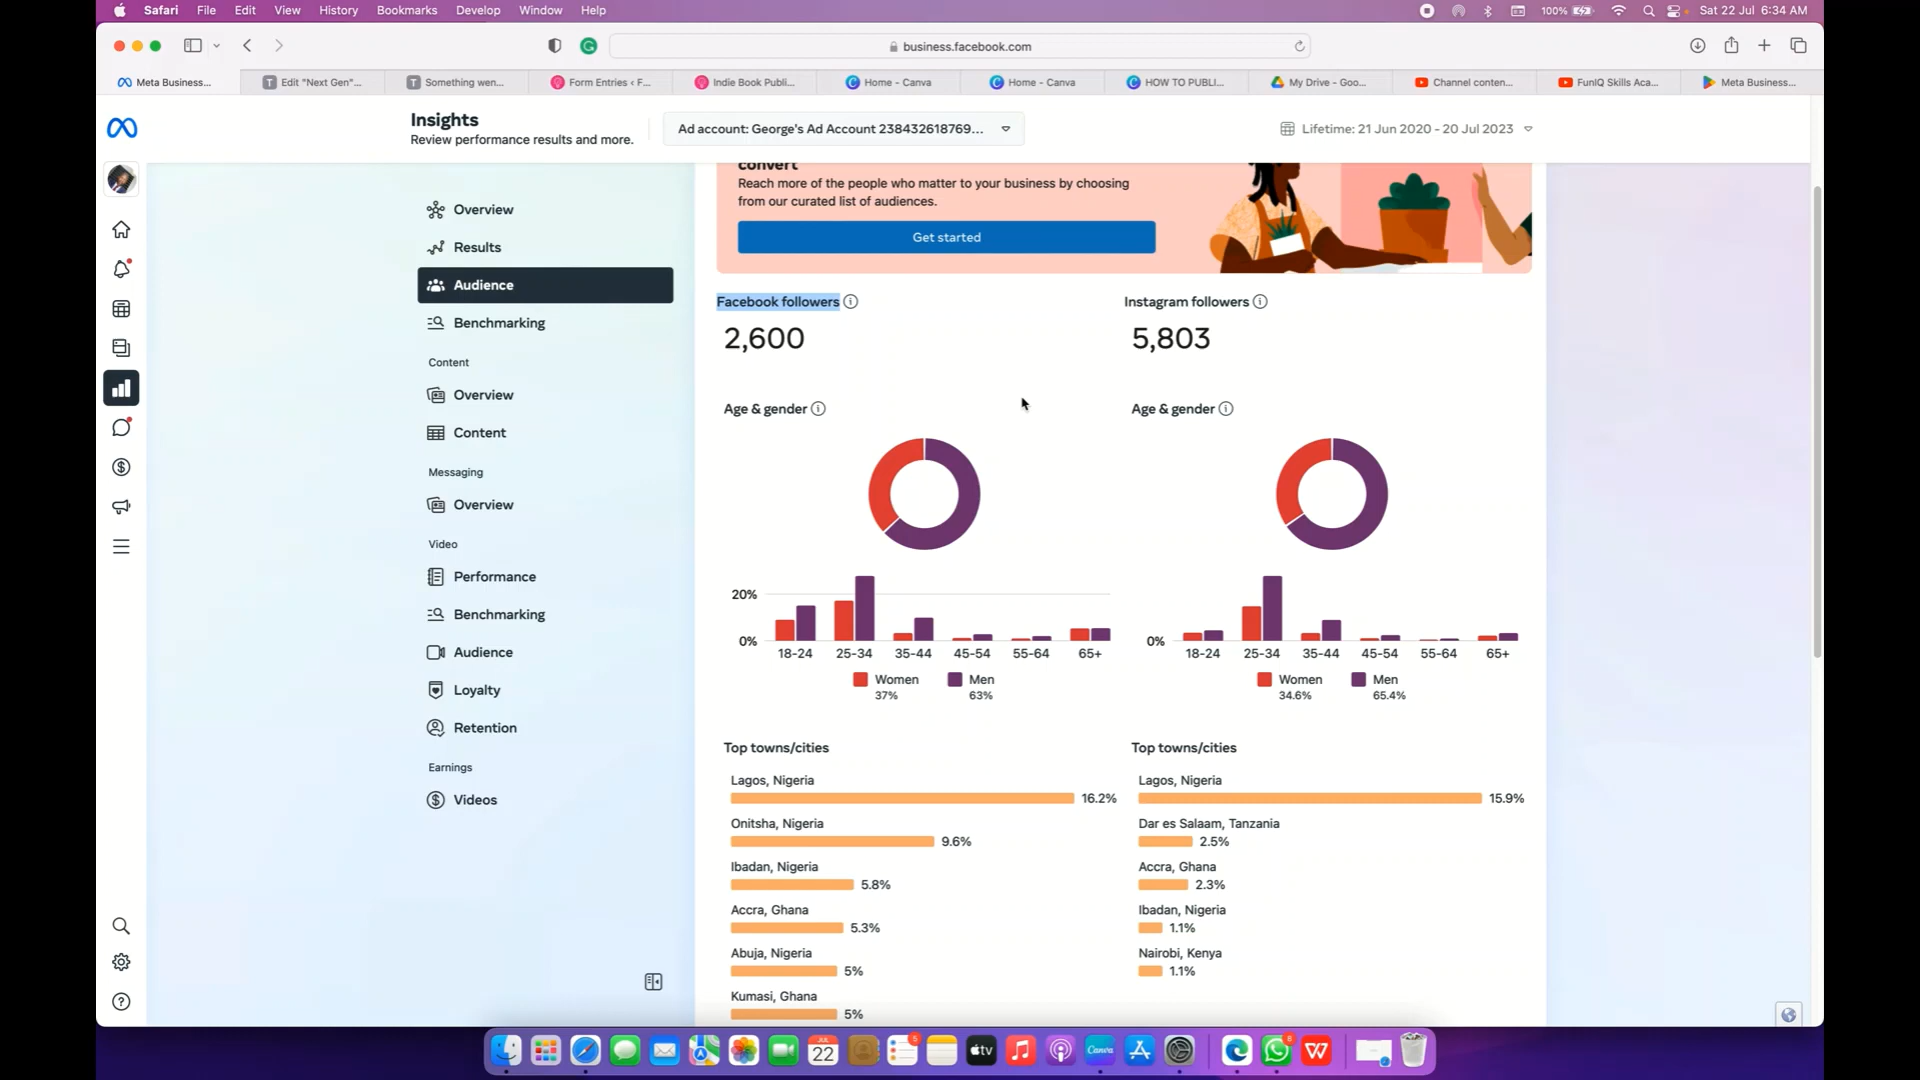 Safari File Edit View History Bookmarks Develop Window Help
100% Sat 22 Jul 6:34 AM
business.facebook.com
Meta Business...
Edit "Next Gen"...
Something wen...
Form Entries ‹ F...
Indie Book Publi...
Home - Canva
Home - Canva
HOW TO PUBLI...
My Drive - Goo...
Channel conten...
FunIQ Skills Aca...
Meta Business...
Insights
Review performance results and more.
Ad account: George's Ad Account 238432618769...
Lifetime: 21 Jun 2020 - 20 Jul 2023
Overview
Results
Audience
Benchmarking
Content
Overview
Content
Messaging
Overview
Video
Performance
Benchmarking
Audience
Loyalty
Retention
Earnings
Videos
convert
Reach more of the people who matter to your business by choosing
from our curated list of audiences.
Get started
Facebook followers
2,600
Age & gender
20%
0%
18-24 25-34 35-44 45-54 55-64 65+
Women Men
37% 63%
Top towns/cities
Lagos, Nigeria
16.2%
Onitsha, Nigeria
9.6%
Ibadan, Nigeria
5.8%
Accra, Ghana
5.3%
Abuja, Nigeria
5%
Kumasi, Ghana
5%
Instagram followers
5,803
Age & gender
0%
18-24 25-34 35-44 45-54 55-64 65+
Women Men
34.6% 65.4%
Top towns/cities
Lagos, Nigeria
15.9%
Dar es Salaam, Tanzania
2.5%
Accra, Ghana
2.3%
Ibadan, Nigeria
1.1%
Nairobi, Kenya
1.1%
JUL
22
5
tv
Canva
W